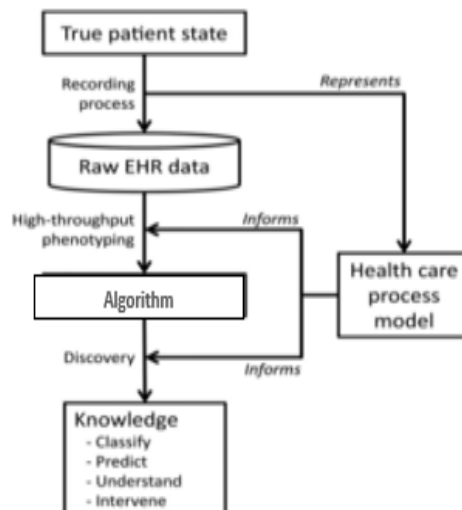 True patient state
Recording
process
Represents
Raw EHR data
High-throughput
phenotyping
Informs
Algorithm
Health care
process
model
Discovery
Informs
Knowledge
- Classify
- Predict
- Understand
- Intervene